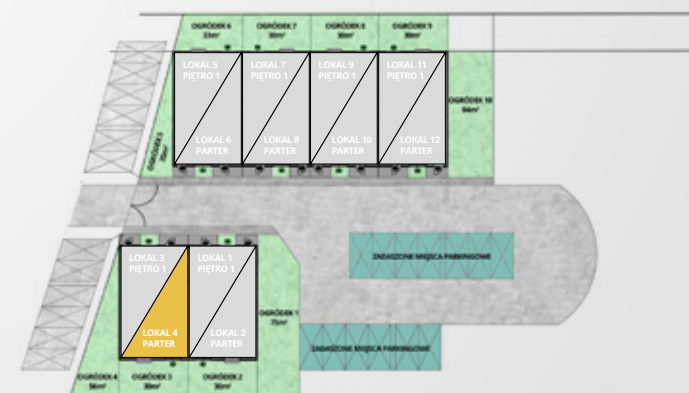 OGRÓDEK 6
33m²
OGRÓDEK 7
30m²
OGRÓDEK 8
30m²
OGRÓDEK 9
30m²
LOKAL 5
PIĘTRO 1
LOKAL 7
PIĘTRO 1
LOKAL 9
PIĘTRO 1
LOKAL 11
PIĘTRO 1
OGRÓDEK 10
OGRÓDEK 5
LOKAL 6
PARTER
LOKAL 8
PARTER
LOKAL 10
PARTER
LOKAL 12
PARTER
LOKAL 3
PIĘTRO 1
LOKAL 1
PIĘTRO 1
ZADASZONE MIEJSCA PARKINGOWE
OGRÓDEK 1
75m²
LOKAL 4
PARTER
LOKAL 2
PARTER
ZADASZONE MIEJSCA PARKINGOWE
OGRÓDEK 4
56m²
OGRÓDEK 3
30m²
OGRÓDEK 2
30m²